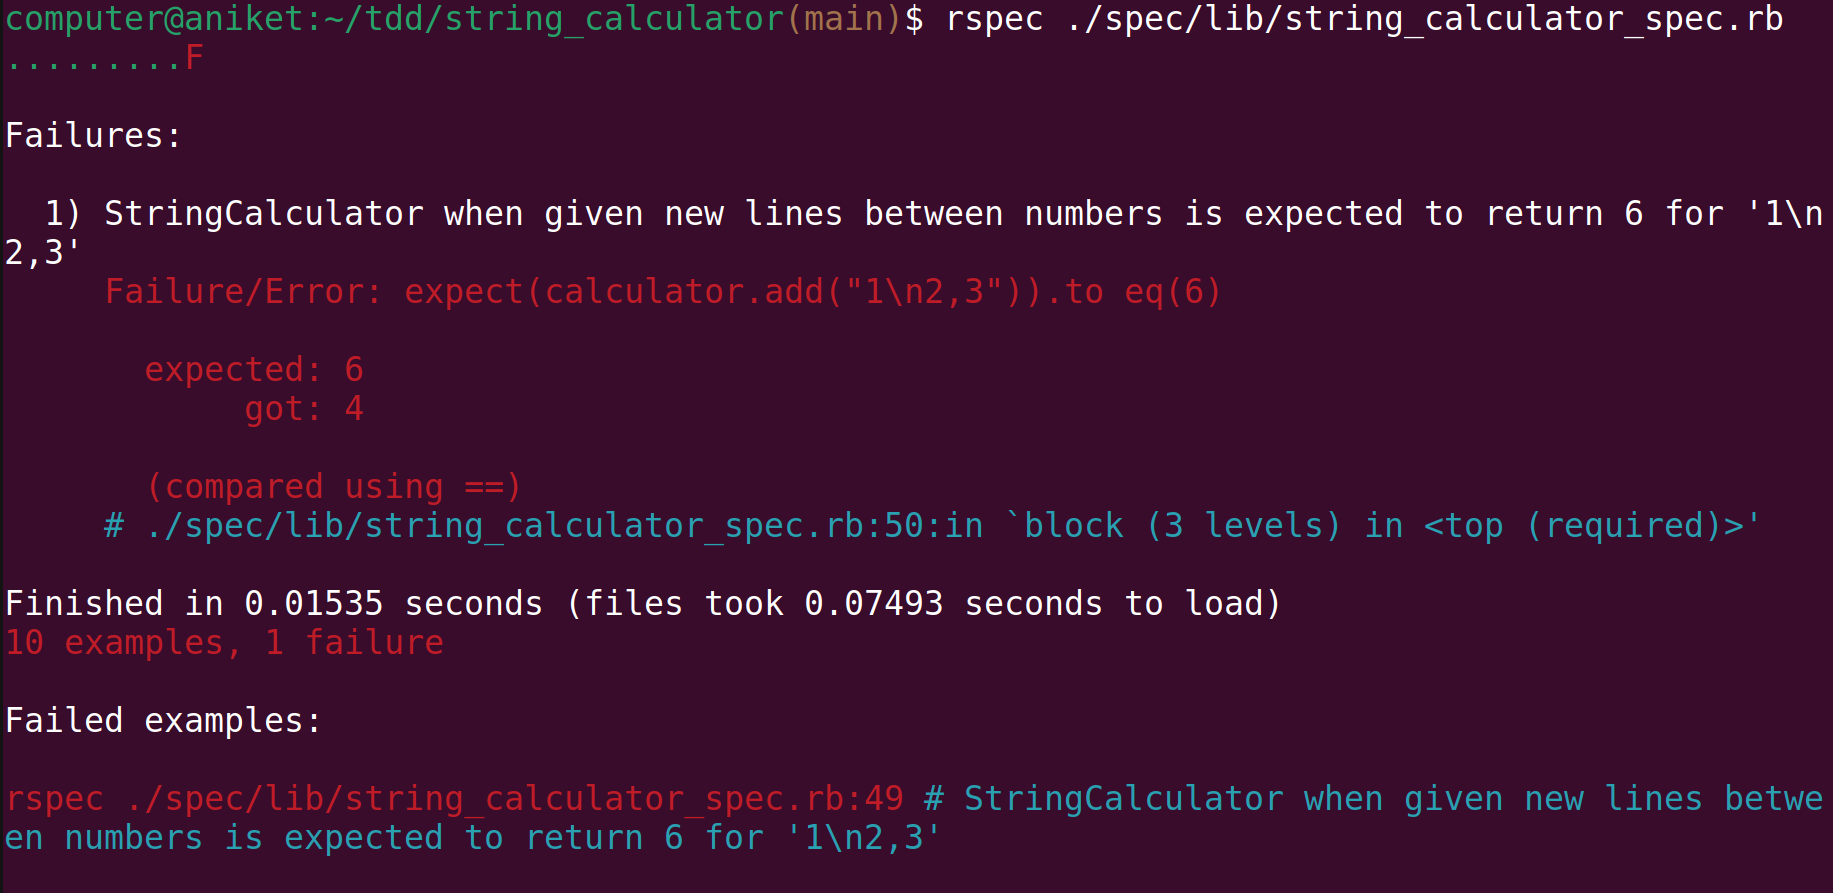 computer@aniket:~/tdd/string_calculator(main)$ rspec ./spec/lib/string_calculator_spec.rb
.........F

Failures:

  1) StringCalculator when given new lines between numbers is expected to return 6 for '1\n
2,3'
     Failure/Error: expect(calculator.add("1\n2,3")).to eq(6)

       expected: 6
            got: 4

       (compared using ==)
     # ./spec/lib/string_calculator_spec.rb:50:in `block (3 levels) in <top (required)>'

Finished in 0.01535 seconds (files took 0.07493 seconds to load)
10 examples, 1 failure

Failed examples:

rspec ./spec/lib/string_calculator_spec.rb:49 # StringCalculator when given new lines betwe
en numbers is expected to return 6 for '1\n2,3'